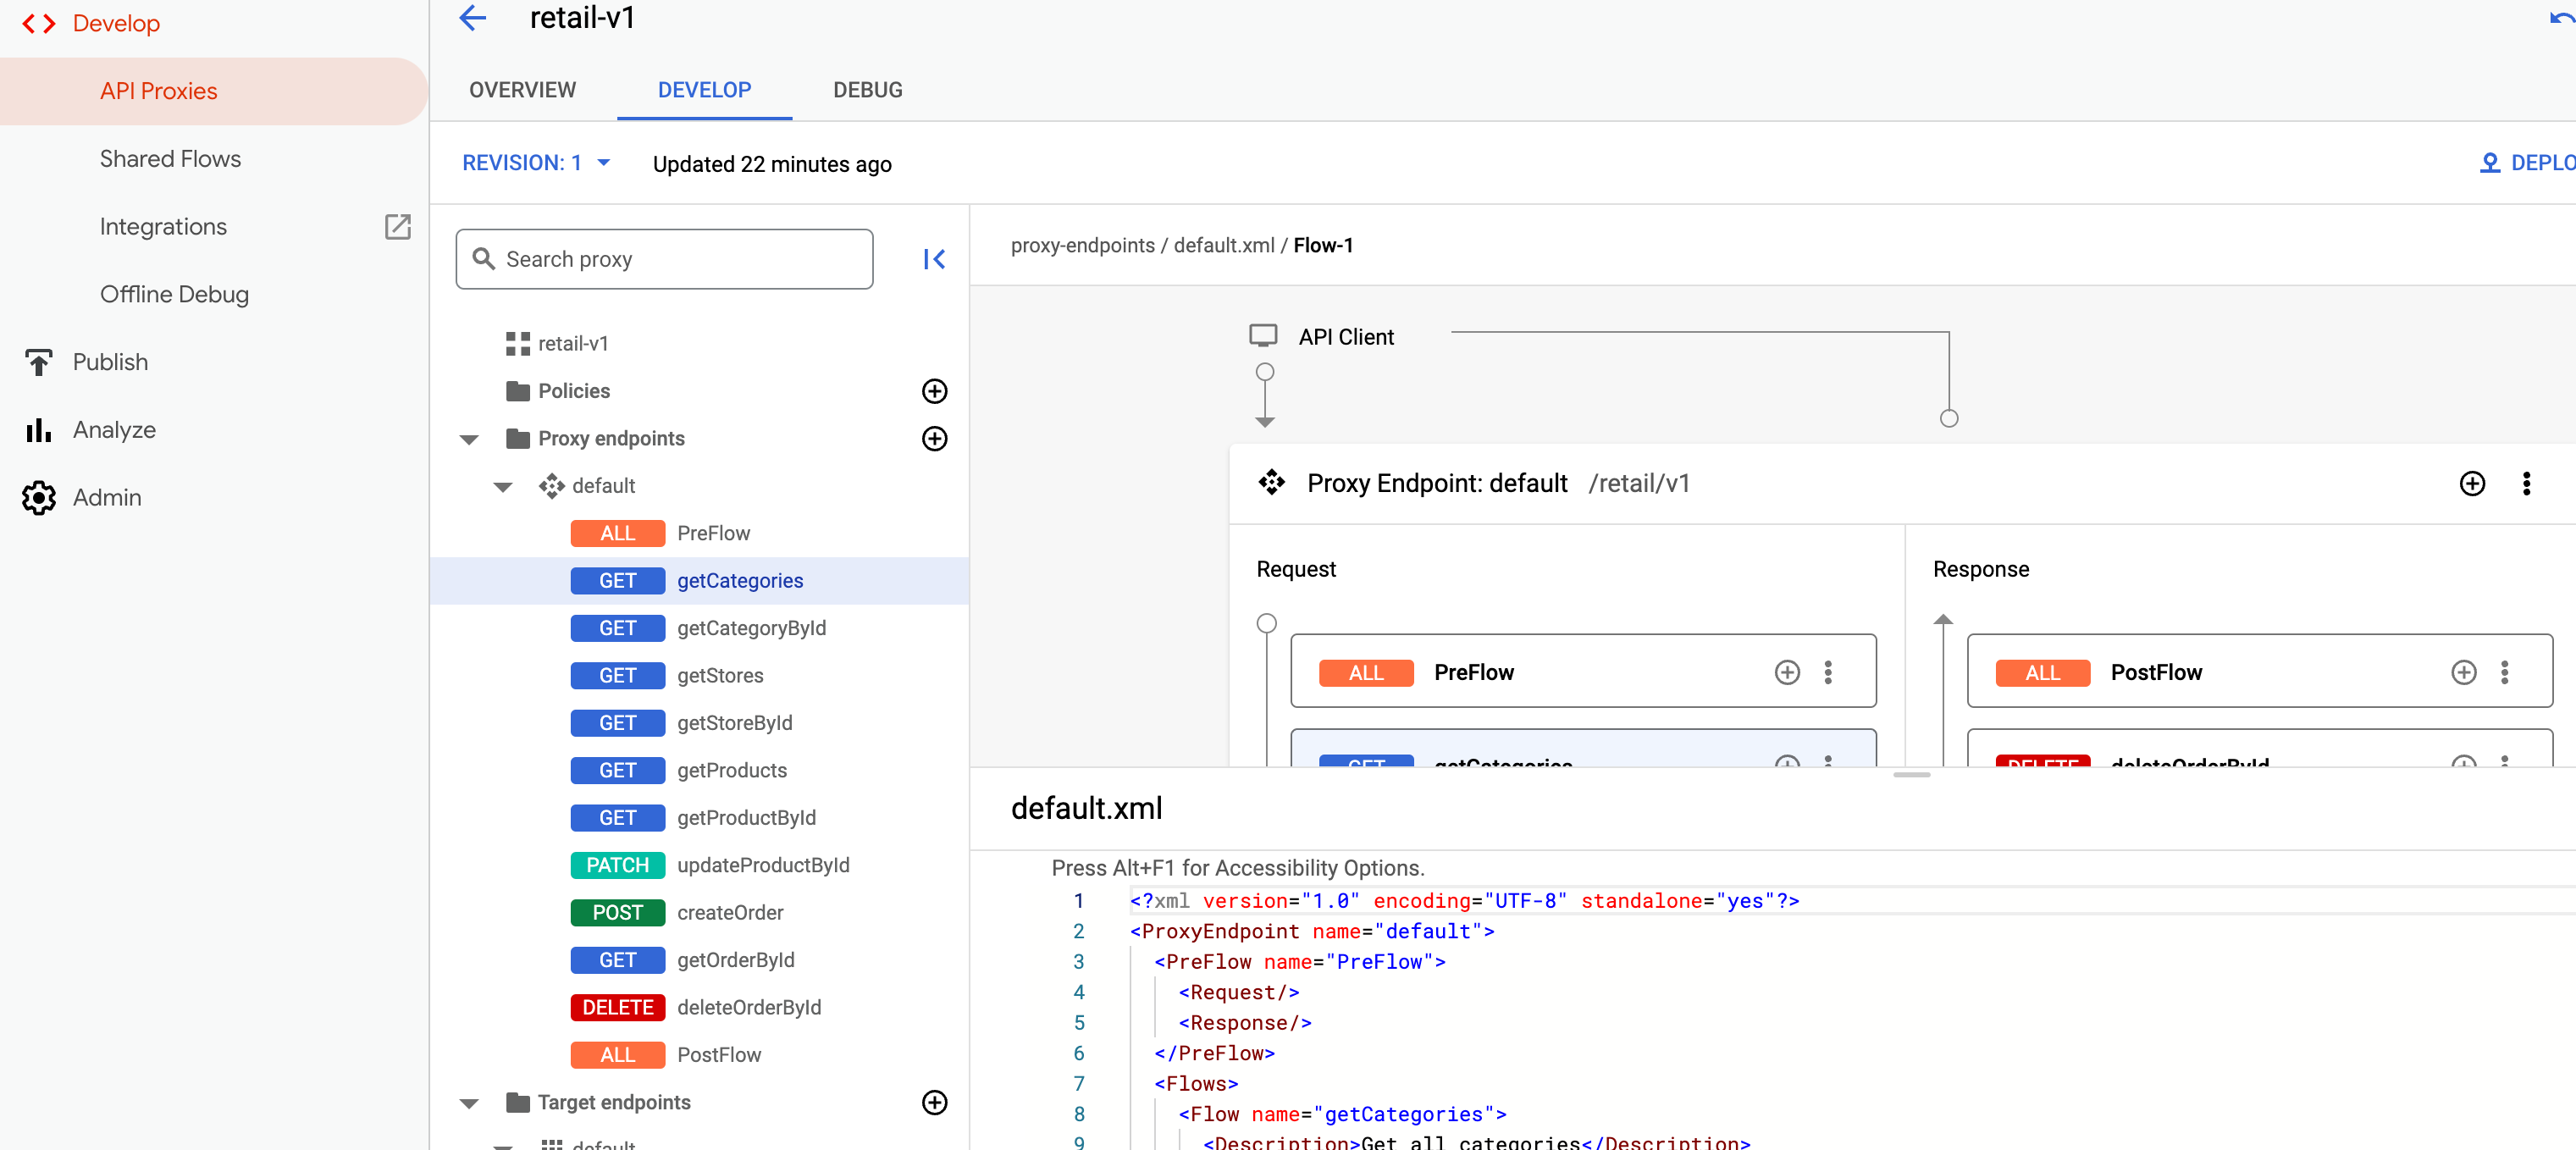 Develop
API Proxies
Shared Flows
Integrations
Offline Debug
Publish
Analyze
Admin
retail-v1
OVERVIEW DEVELOP DEBUG
REVISION: 1 Updated 22 minutes ago
DEPLO
Search proxy
retail-v1
Policies
Proxy endpoints
default
ALL PreFlow
GET getCategories
GET getCategoryById
GET getStores
GET getStoreById
GET getProducts
GET getProductById
PATCH updateProductById
POST createOrder
GET getOrderById
DELETE deleteOrderById
ALL PostFlow
Target endpoints
default
proxy-endpoints / default.xml / Flow-1
API Client
Proxy Endpoint: default /retail/v1
Request
ALL PreFlow
GET getCategories
Response
ALL PostFlow
DELETE deleteOrderById
default.xml
Press Alt+F1 for Accessibility Options.
1 <?xml version="1.0" encoding="UTF-8" standalone="yes"?>
2 <ProxyEndpoint name="default">
3 <PreFlow name="PreFlow">
4 <Request/>
5 <Response/>
6 </PreFlow>
7 <Flows>
8 <Flow name="getCategories">
9 <Description>Get all categories</Description>